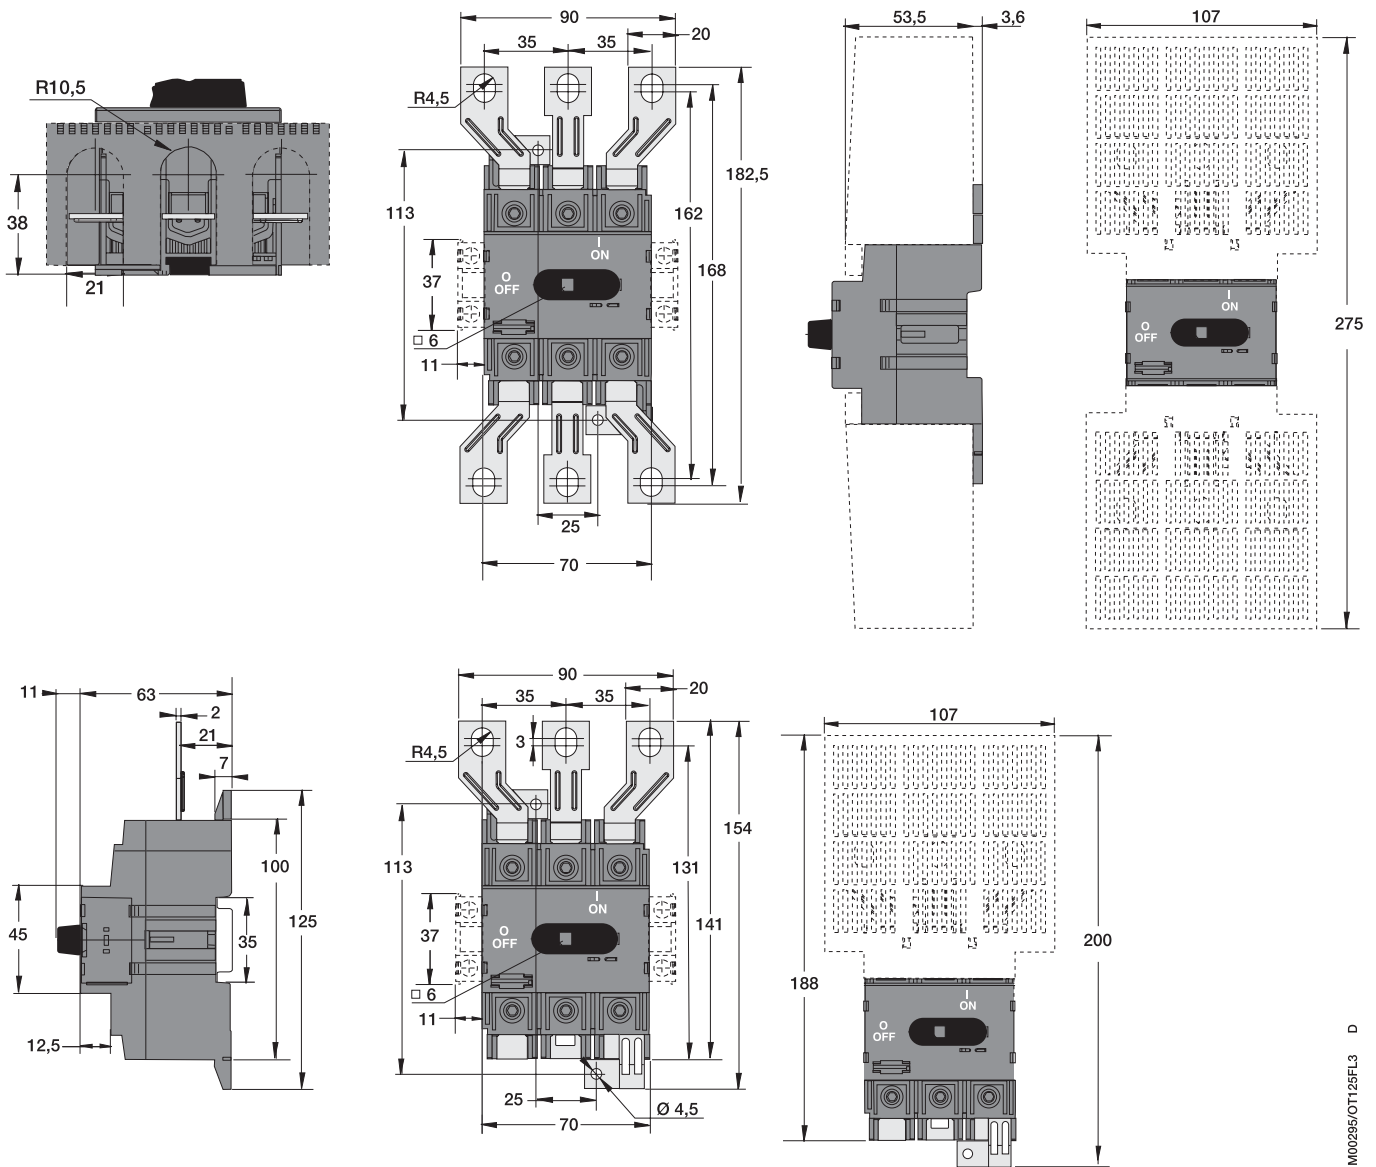 R10,5
38
21
90
35
35
20
R4,5
113
182,5
162
168
37
I
ON
O
OFF
□ 6
11
25
70
53,5
3,6
107
275
I
ON
O
OFF
11
63
2
21
7
100
125
45
35
12,5
90
35
35
20
R4,5
3
154
113
131
141
37
I
ON
O
OFF
□ 6
11
25
Ø 4,5
70
107
200
188
I
ON
O
OFF
M00295/OT125FL3 D